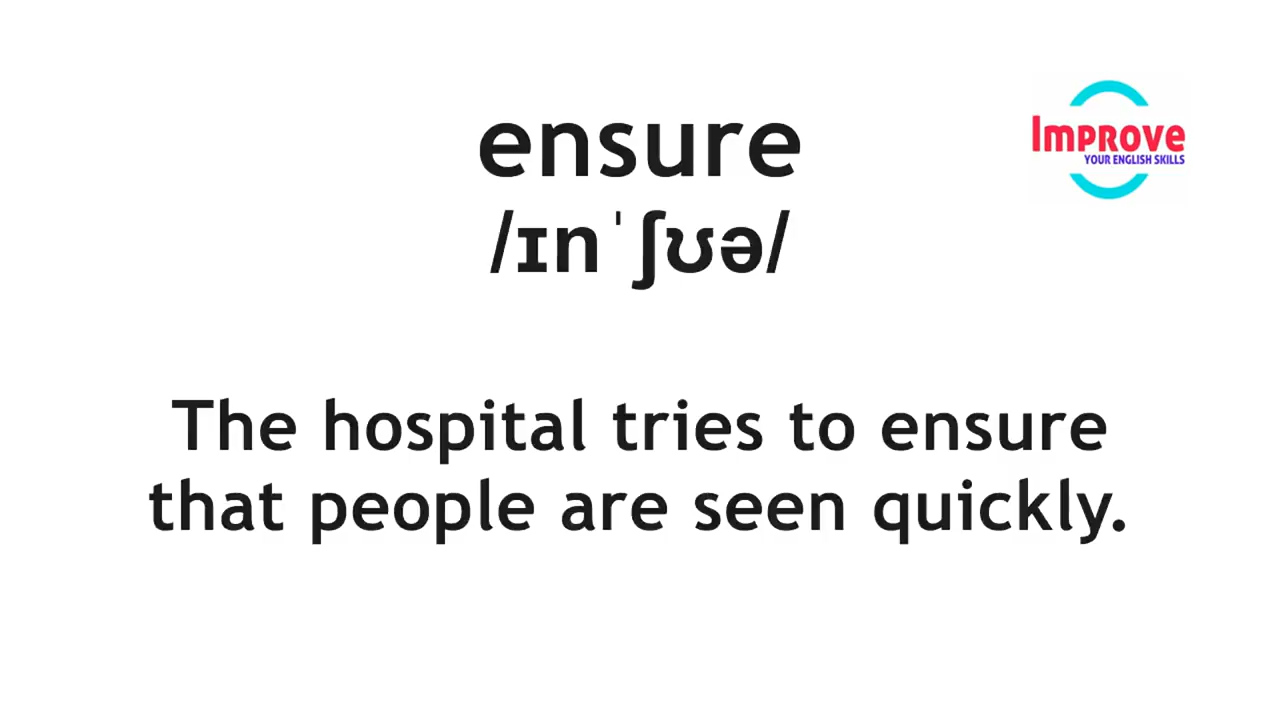 ensure
Improve
YOUR ENGLISH SKILLS
/ɪnˈʃʊə/
The hospital tries to ensure
that people are seen quickly.